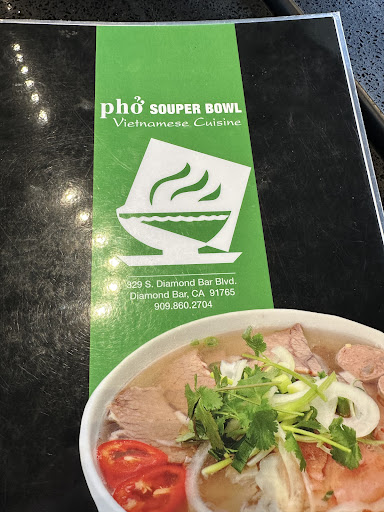 phở SOUPER BOWL
Vietnamese Cuisine
829 S. Diamond Bar Blvd.
Diamond Bar, CA 91765
909.860.2704